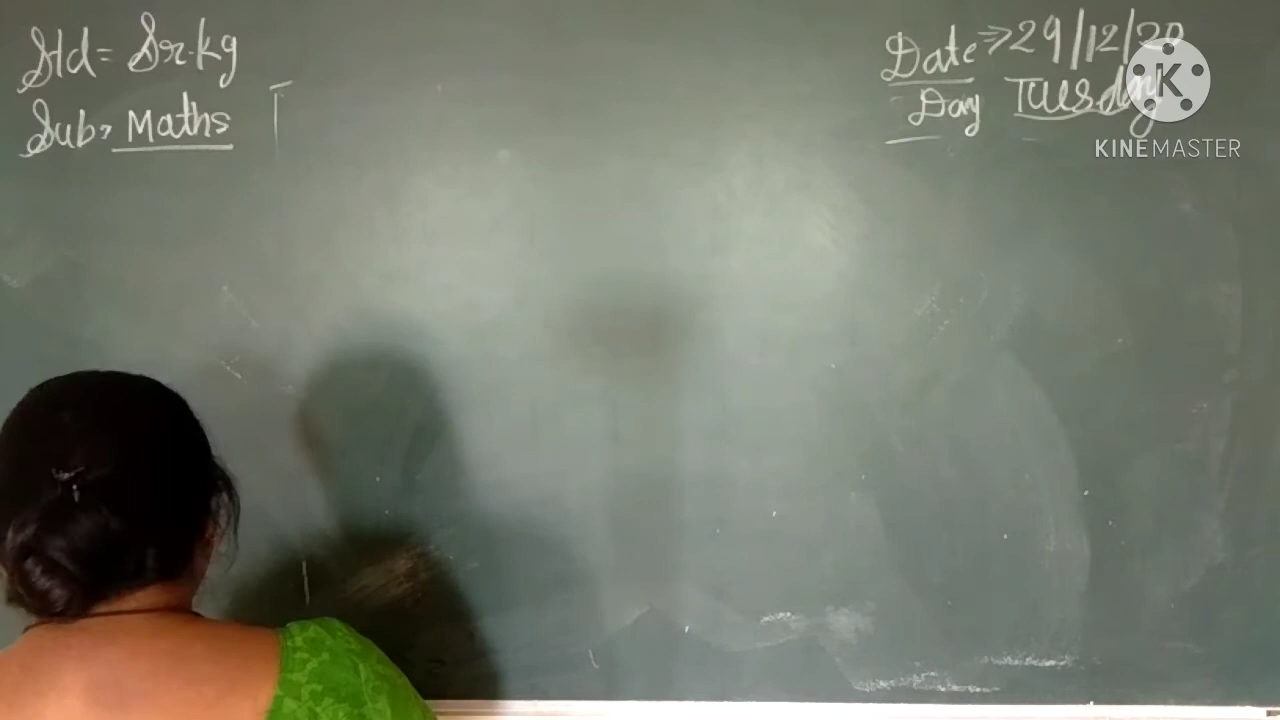 Std = Sr.kg
Sub, Maths
Date ⇒ 29/12/20
Day Tuesday
K
KINEMASTER